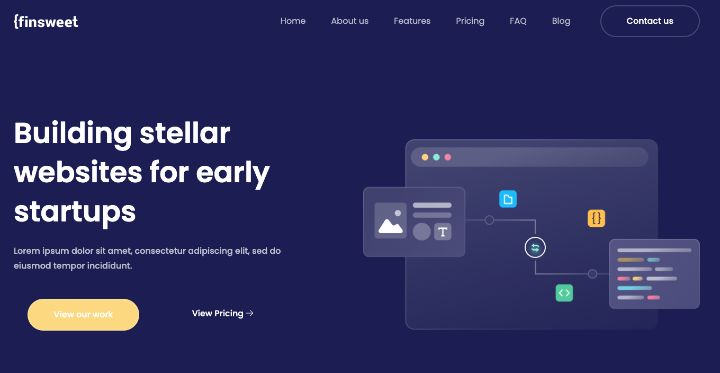 {finsweet
Home
About us
Features
Pricing
FAQ
Blog
Contact us
Building stellar
websites for early
startups
Lorem ipsum dolor sit amet, consectetur adipiscing elit, sed do
eiusmod tempor incididunt.
View our work
View Pricing →
T
{ }
< >